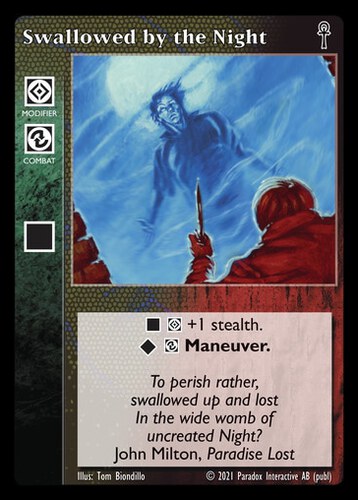 Swallowed by the Night
MODIFIER
COMBAT
+1 stealth.
Maneuver.
To perish rather,
swallowed up and lost
In the wide womb of
uncreated Night?
John Milton, Paradise Lost
Illus: Tom Biondillo © 2021 Paradox Interactive AB (publ)